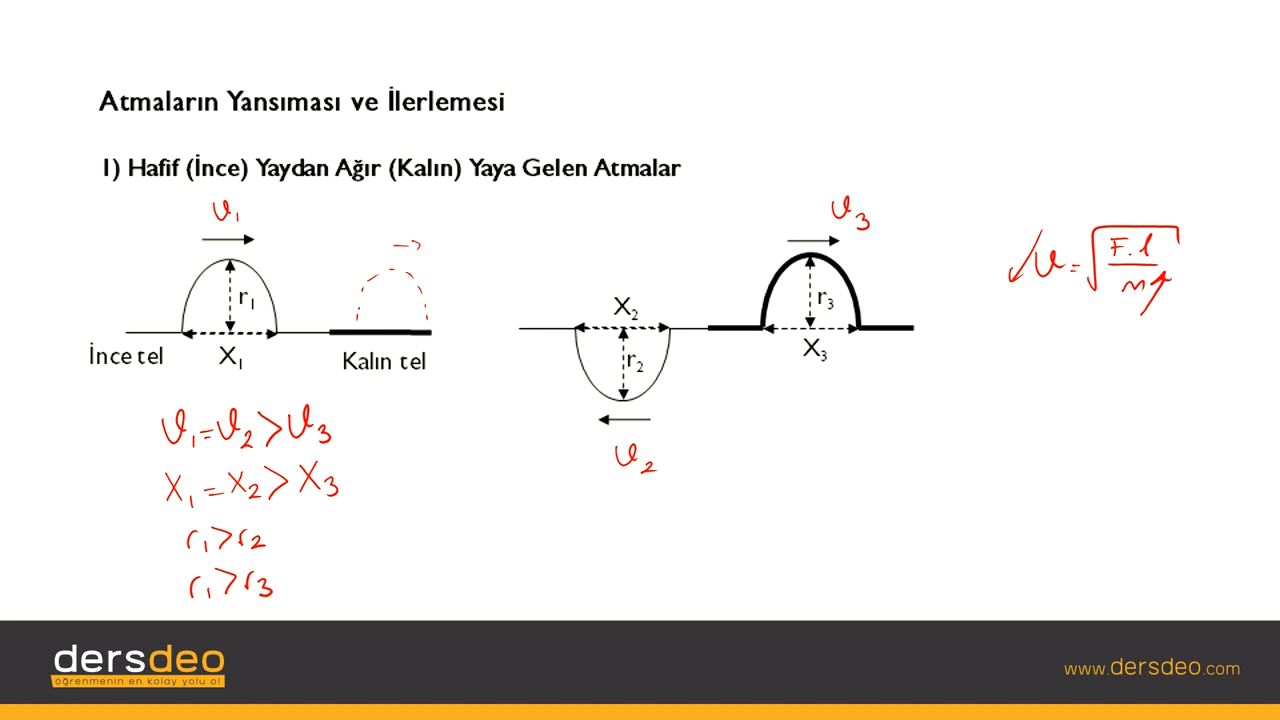 Atmaların Yansıması ve İlerlemesi
1) Hafif (İnce) Yaydan Ağır (Kalın) Yaya Gelen Atmalar
υ₁
r₁
İnce tel
X₁
Kalın tel
X₂
r₂
υ₂
υ₃
r₃
X₃
υ = √(F.l / m)
υ₁ = υ₂ > υ₃
X₁ = X₂ > X₃
r₁ > r₂
r₁ > r₃
dersdeo
öğrenmenin en kolay yolu o!
www.dersdeo.com